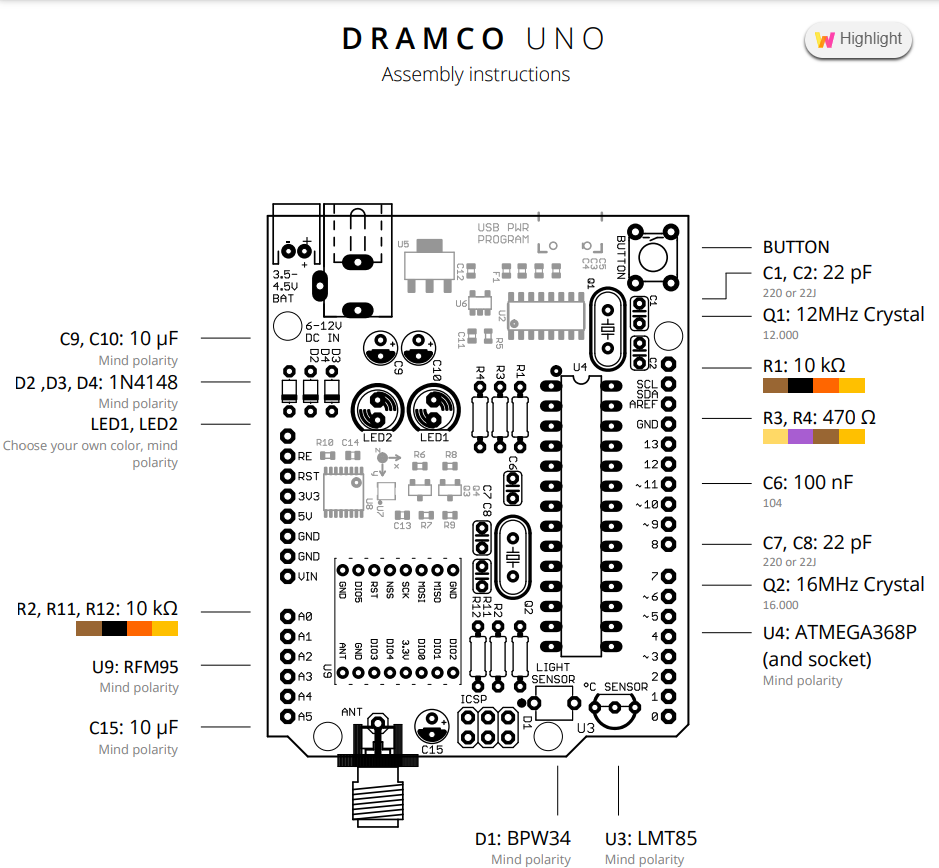 DRAMCO UNO
Assembly instructions
Highlight
C9, C10: 10 µF
Mind polarity
D2 ,D3, D4: 1N4148
Mind polarity
LED1, LED2
Choose your own color, mind
polarity
R2, R11, R12: 10 kΩ
U9: RFM95
Mind polarity
C15: 10 µF
Mind polarity
- +
+
3.5-
4.5V
BAT
6-12V
DC IN
U5
C12
USB PWR
PROGRAM
F1
C4
C3
C5
U6
U2
C11
R5
BUTTON
Q1
C1
C2
D2
D4
D3
C9
C10
LED2
LED1
R4
R3
R1
U4
R10
C14
Z
X
Y
R6
R8
U8
U7
Q3
Q4
C13
R7
R9
C6
C7
C8
Q2
RE
RST
3V3
5V
GND
GND
VIN
A0
A1
A2
A3
A4
A5
SCL
SDA
AREF
GND
13
12
~11
~10
~9
8
7
~6
~5
4
~3
2
1
0
GND
DIO5
RST
NSS
SCK
MOSI
MISO
GND
ANT
GND
DIO3
DIO4
3.3V
DIO0
DIO1
DIO2
U9
R12
R11
R2
LIGHT
SENSOR
°C SENSOR
ICSP
D1
U3
ANT
C15
BUTTON
C1, C2: 22 pF
220 or 22J
Q1: 12MHz Crystal
12.000
R1: 10 kΩ
R3, R4: 470 Ω
C6: 100 nF
104
C7, C8: 22 pF
220 or 22J
Q2: 16MHz Crystal
16.000
U4: ATMEGA368P
(and socket)
Mind polarity
D1: BPW34
Mind polarity
U3: LMT85
Mind polarity